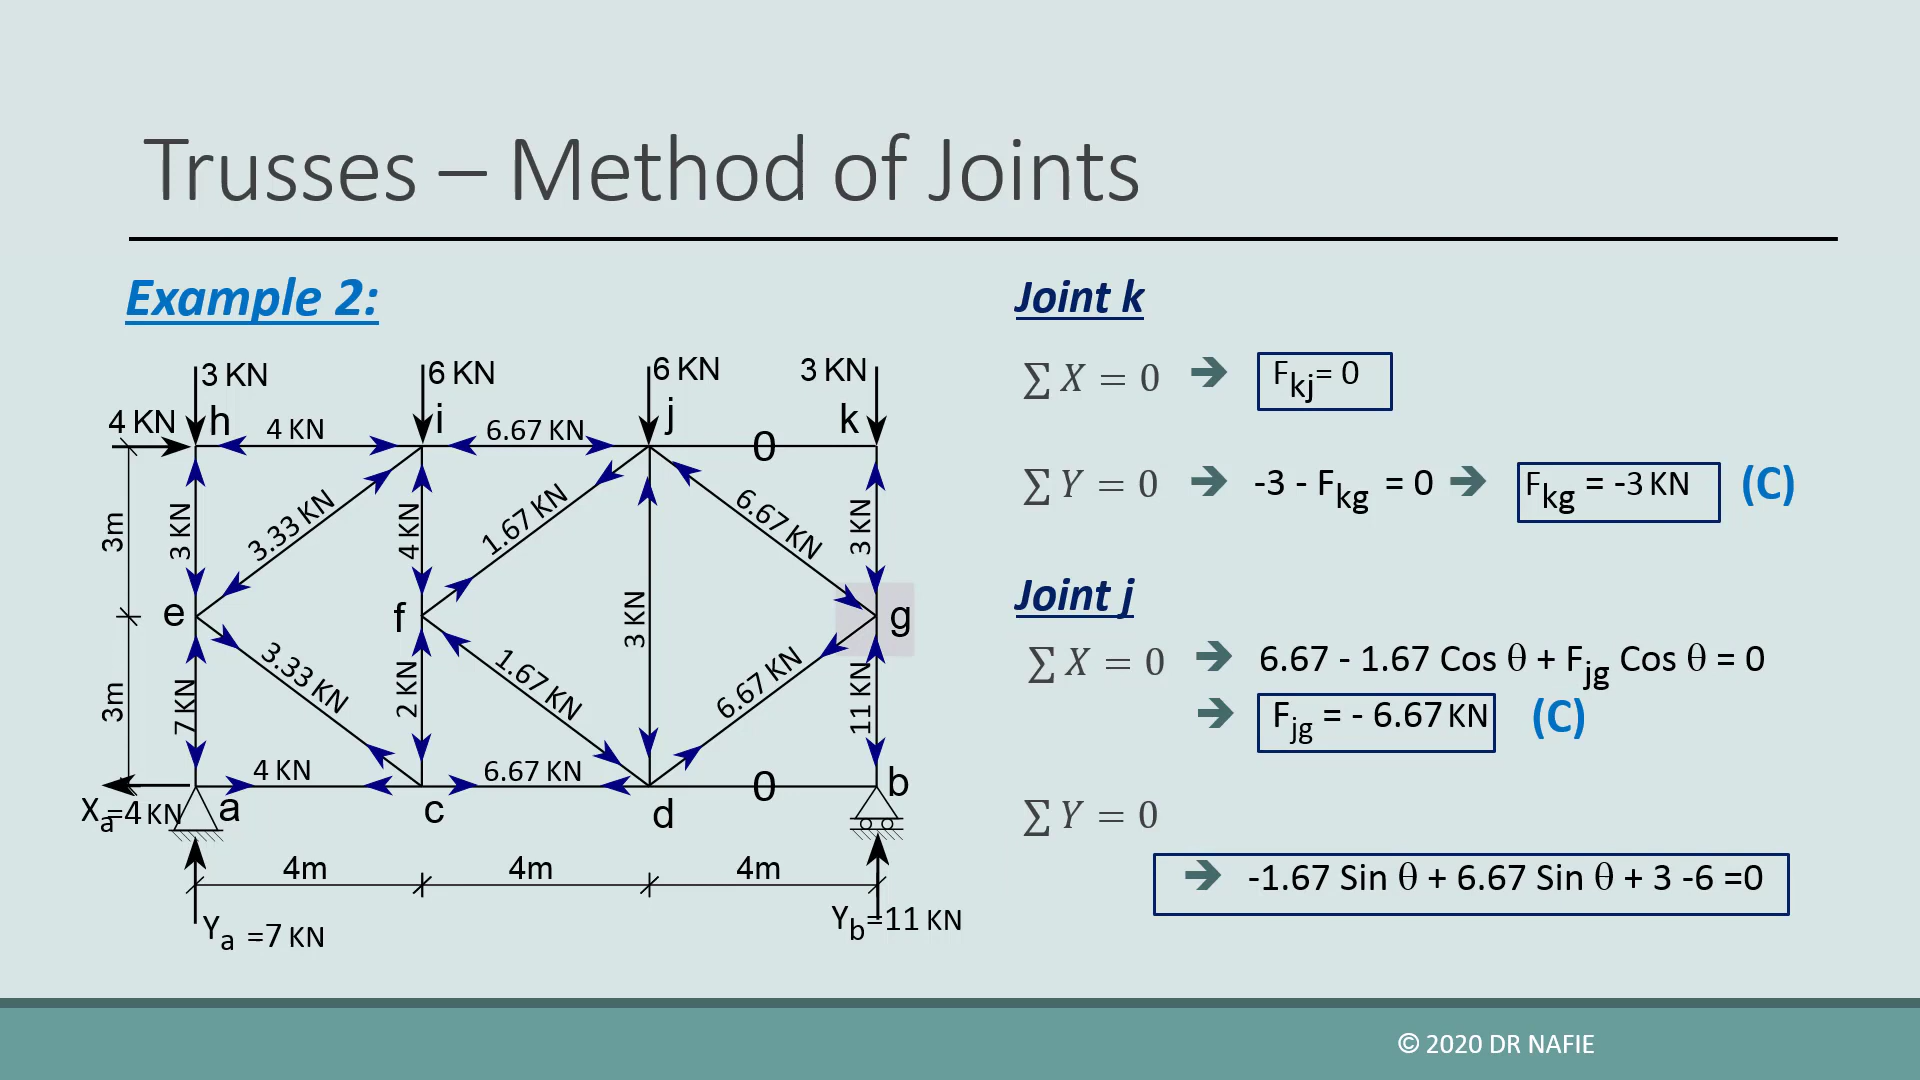 Trusses – Method of Joints
Example 2:
3 KN
6 KN
6 KN
3 KN
4 KN
h
4 KN
i
6.67 KN
j
0
k
3m
3 KN
3.33 KN
4 KN
1.67 KN
6.67 KN
3 KN
e
f
3 KN
g
3m
7 KN
3.33 KN
2 KN
1.67 KN
6.67 KN
11 KN
4 KN
6.67 KN
0
b
Xa=4 KN
a
c
d
4m
4m
4m
Ya =7 KN
Yb=11 KN
Joint k
∑ X = 0 ➔ Fkj= 0
∑ Y = 0 ➔ -3 - Fkg = 0 ➔ Fkg = -3 KN (C)
Joint j
∑ X = 0 ➔ 6.67 - 1.67 Cos θ + Fjg Cos θ = 0
➔ Fjg = - 6.67 KN (C)
∑ Y = 0
➔ -1.67 Sin θ + 6.67 Sin θ + 3 -6 =0
© 2020 DR NAFIE